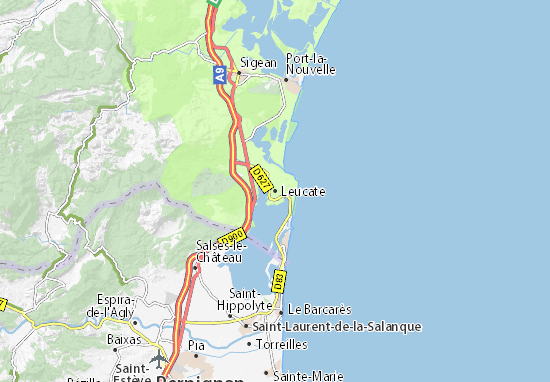 Sigean
Port-la-
Nouvelle
A9
D627
Leucate
D900
Salses-le-
Château
D83
Espira-
de-l'Agly
Saint-
Hippolyte
Le Barcarès
Saint-Laurent-de-la-Salanque
Baixas
Torreilles
Pia
Saint-
Estève
Perpignan
Sainte-Marie